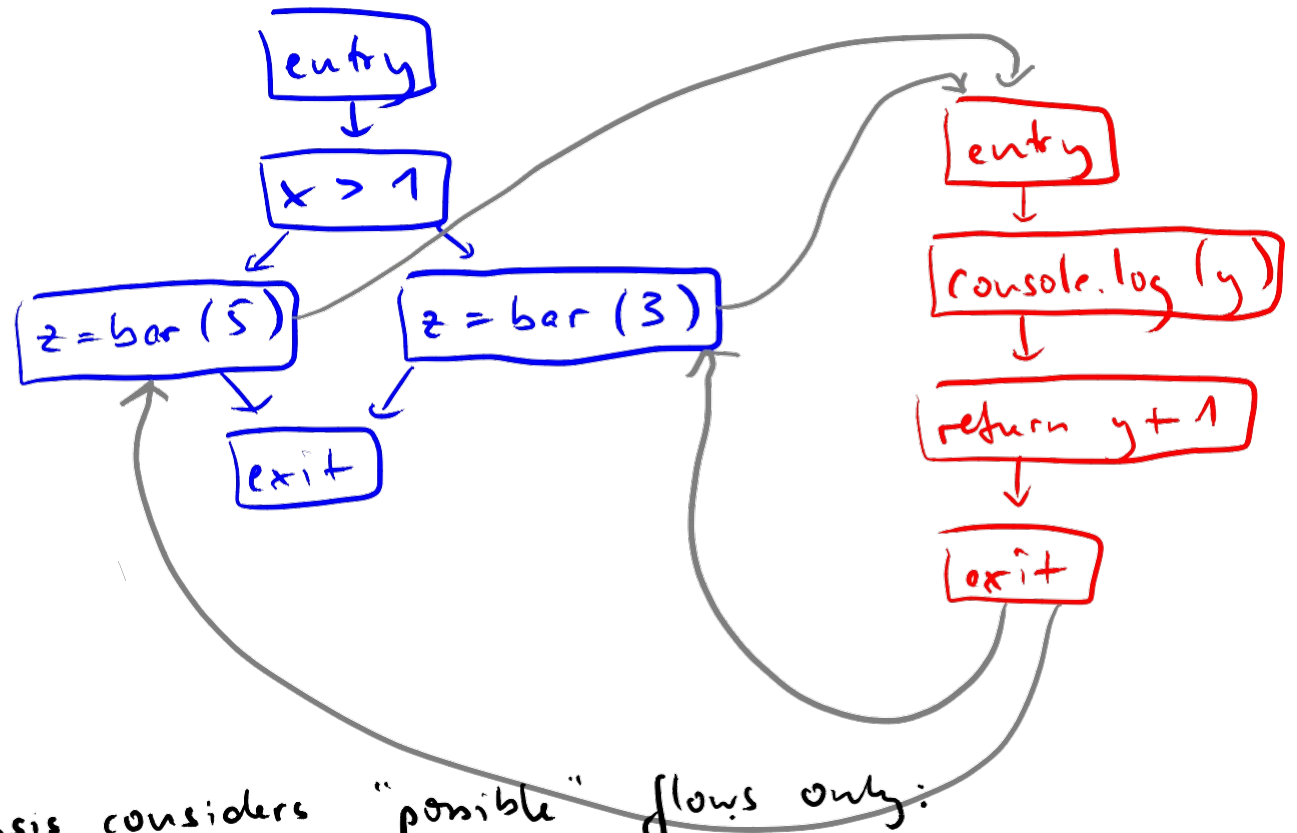 entry
x > 1
z = bar (5)
z = bar (3)
exit
entry
console.log (y)
return y + 1
exit
considers "possible" flows only: